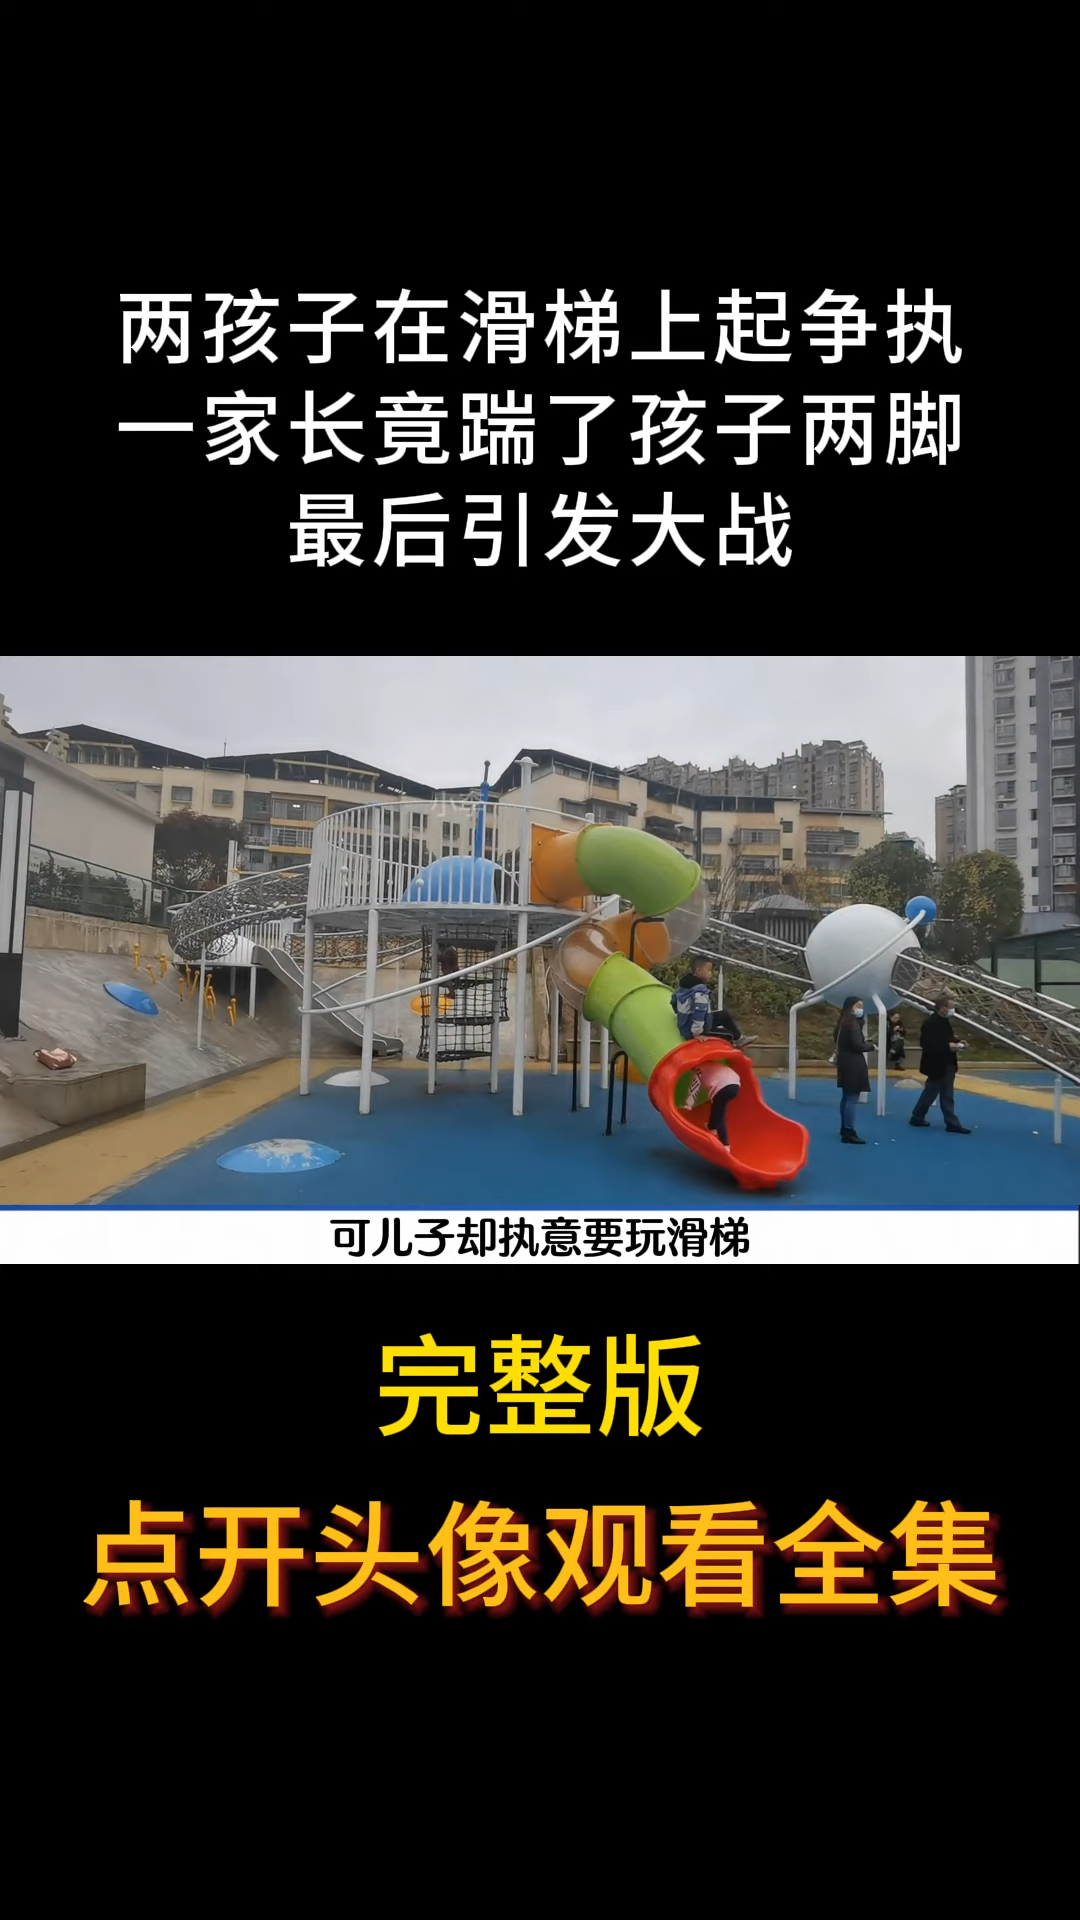 两孩子在滑梯上起争执
一家长竟踹了孩子两脚
最后引发大战
可儿子却执意要玩滑梯
完整版
点开头像观看全集